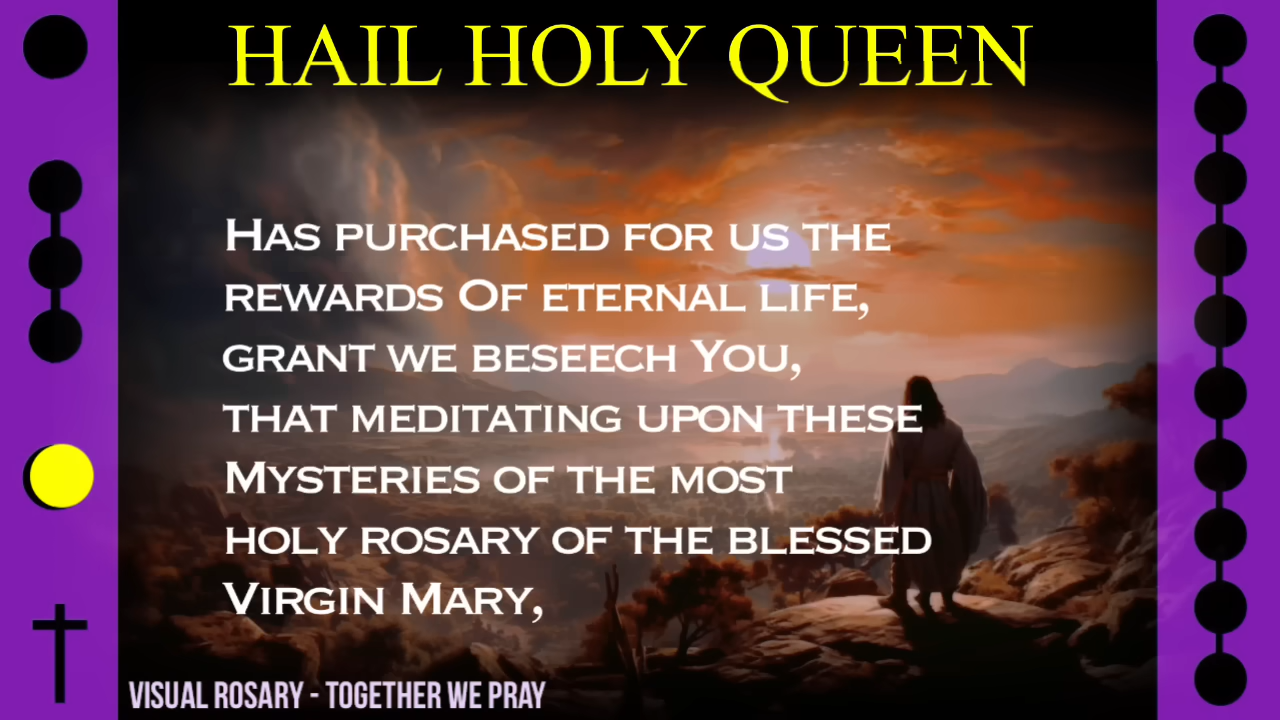 HAIL HOLY QUEEN
Has purchased for us the
rewards Of eternal life,
grant we beseech You,
that meditating upon these
Mysteries of the most
holy rosary of the blessed
Virgin Mary,
VISUAL ROSARY - TOGETHER WE PRAY